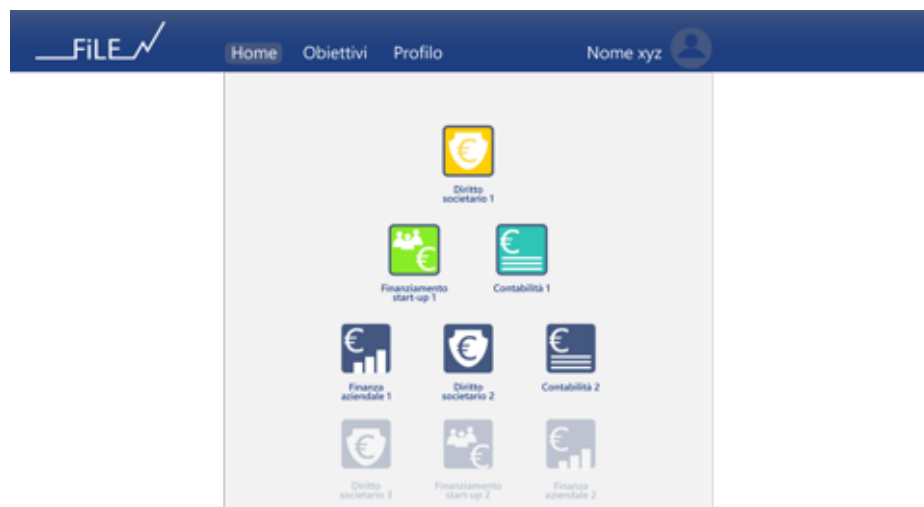 FiLE
Home Obiettivi Profilo Nome xyz
Diritto
societario 1
Finanziamento
start-up 1
Contabilità 1
Finanza
aziendale 1
Diritto
societario 2
Contabilità 2
Diritto
societario 3
Finanziamento
start-up 2
Finanza
aziendale 2